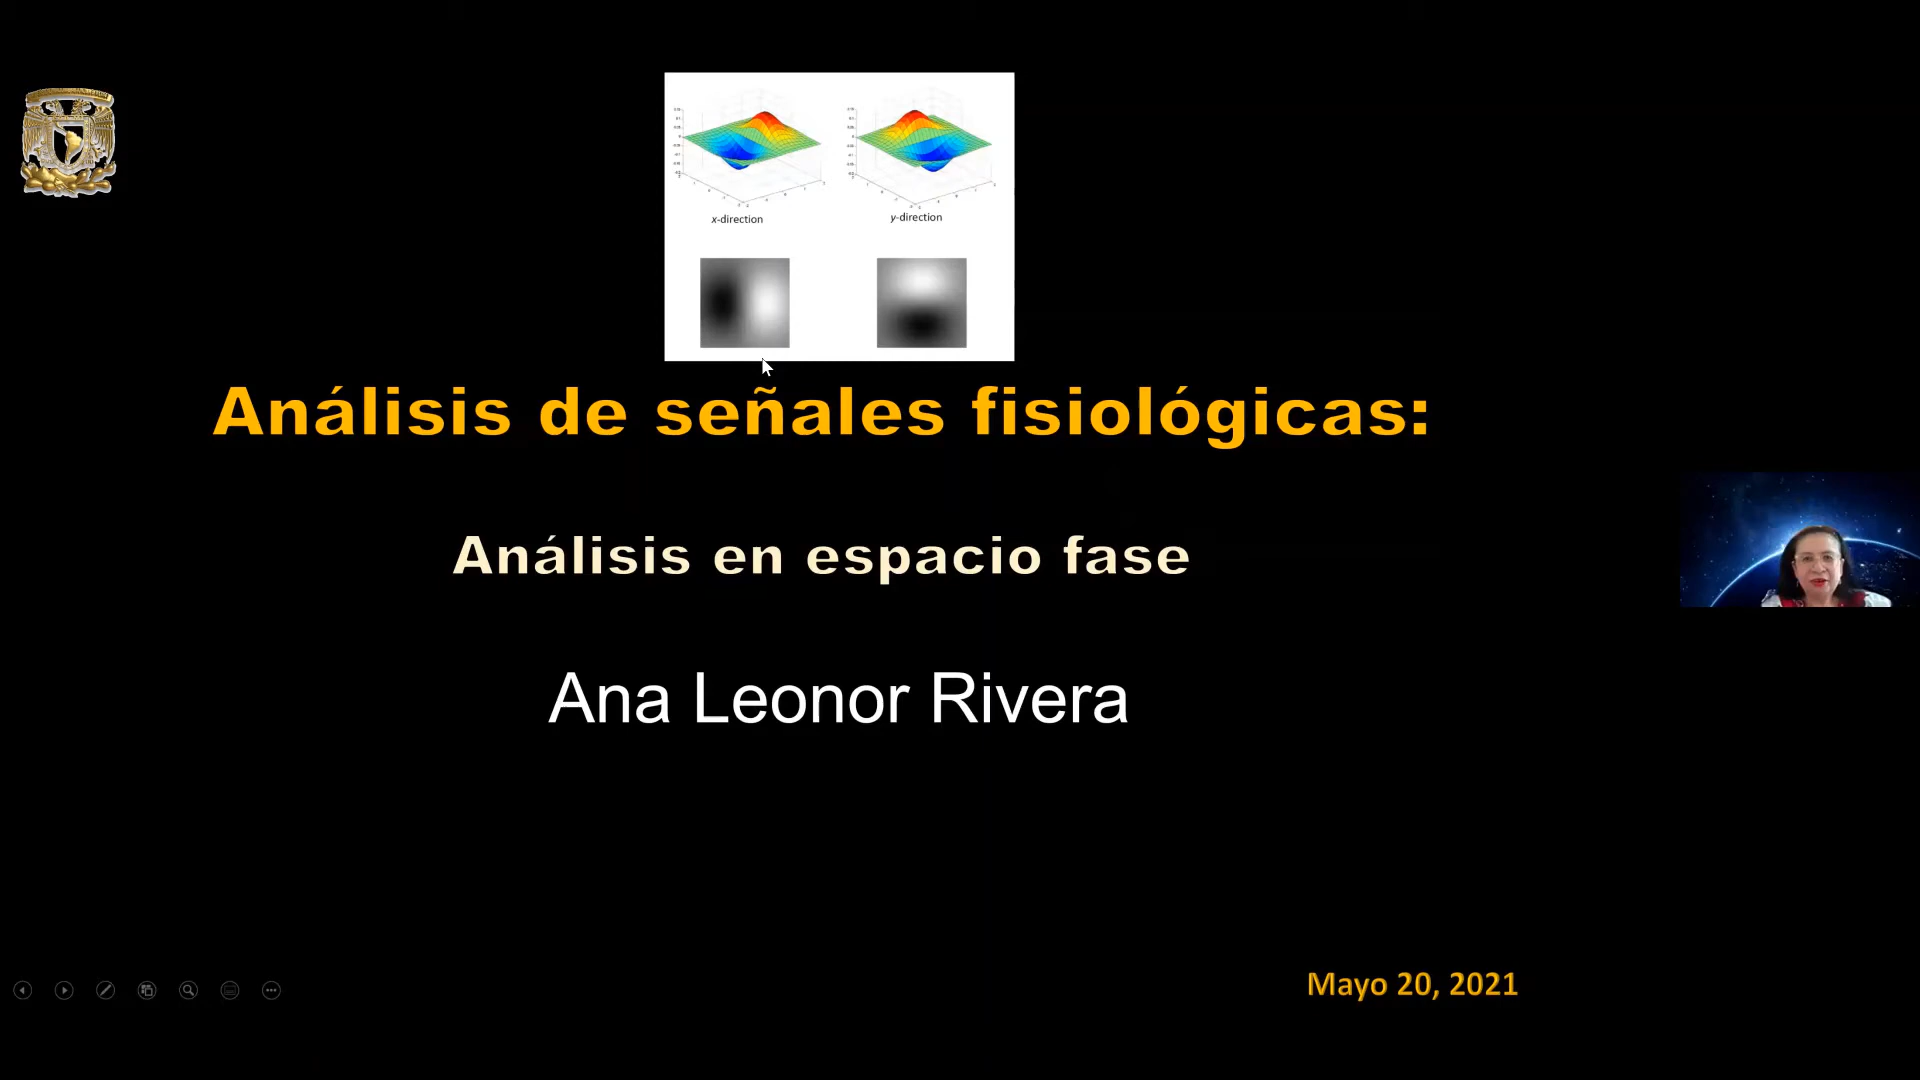 x-direction
y-direction
Análisis de señales fisiológicas:
Análisis en espacio fase
Ana Leonor Rivera
Mayo 20, 2021